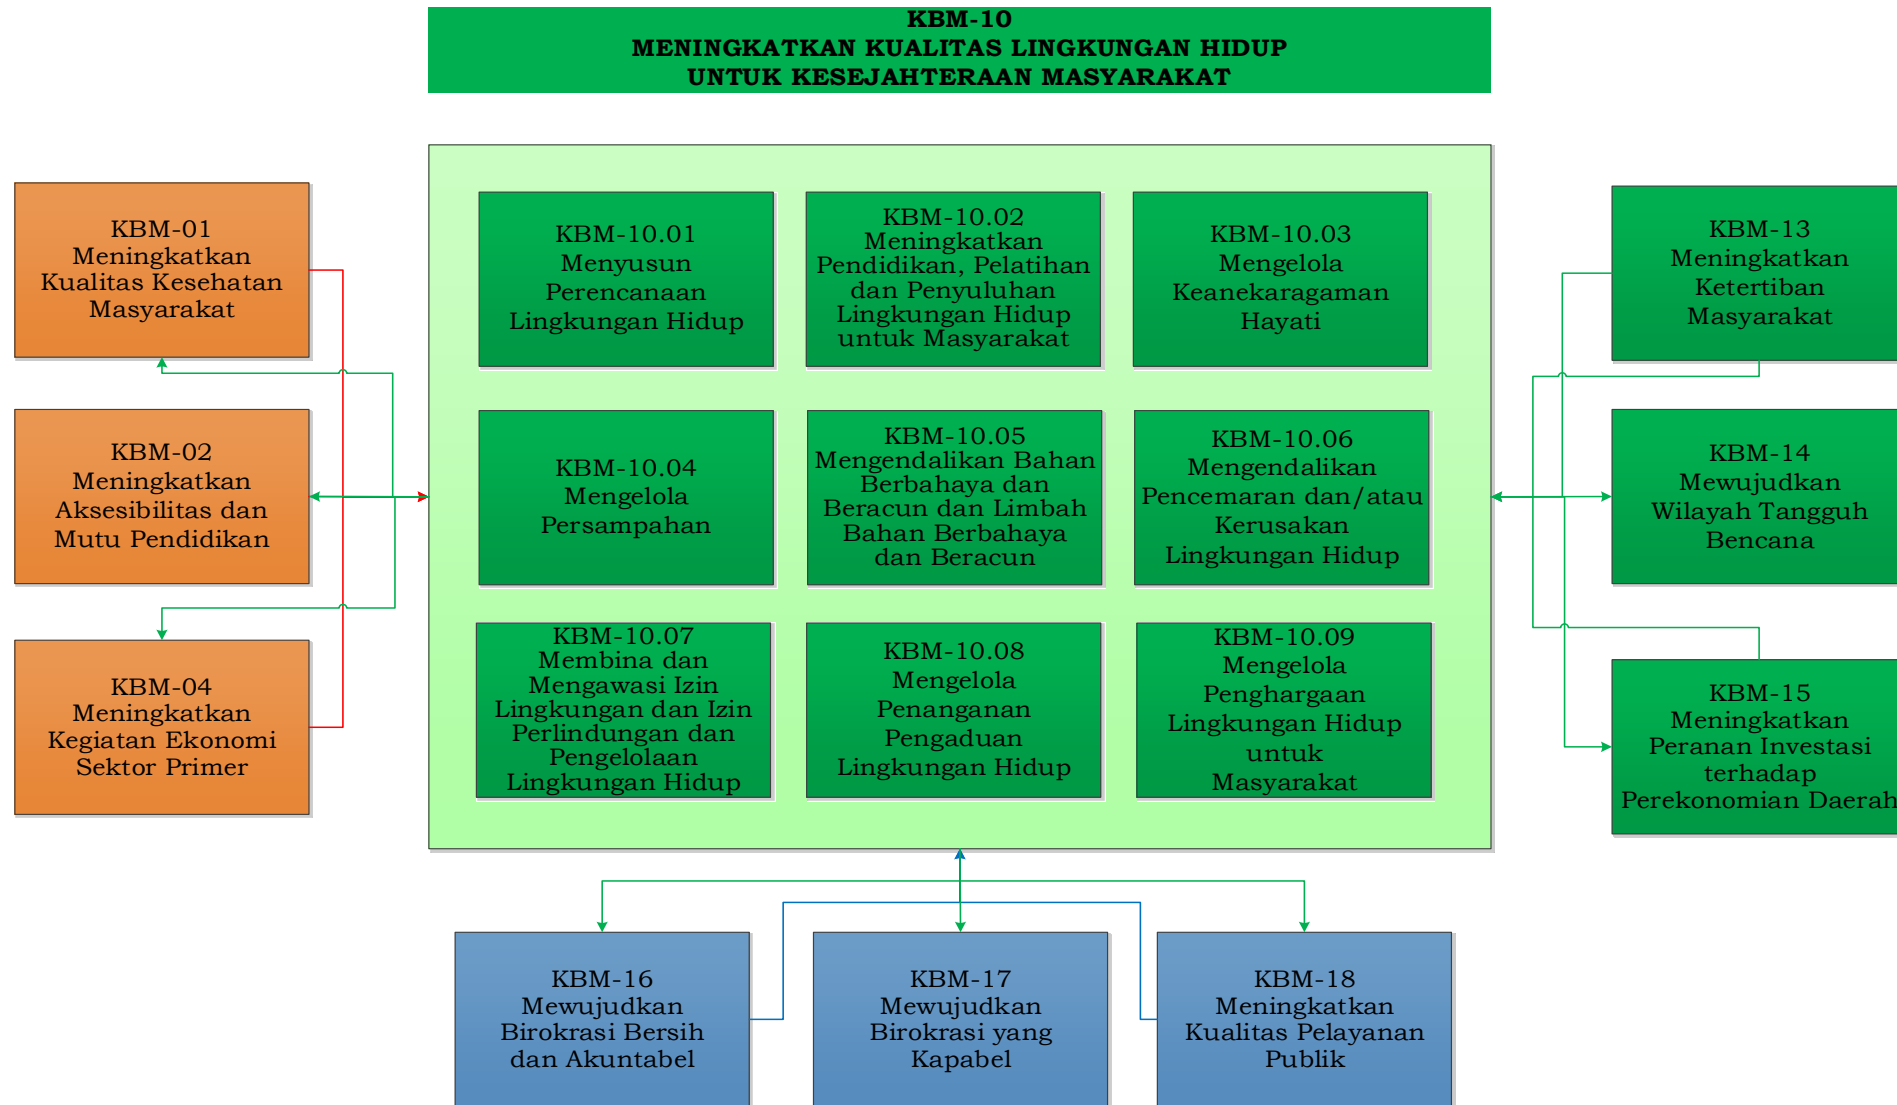 KBM-10
MENINGKATKAN KUALITAS LINGKUNGAN HIDUP
UNTUK KESEJAHTERAAN MASYARAKAT
KBM-01
Meningkatkan
Kualitas Kesehatan
Masyarakat
KBM-02
Meningkatkan
Aksesibilitas dan
Mutu Pendidikan
KBM-04
Meningkatkan
Kegiatan Ekonomi
Sektor Primer
KBM-10.01
Menyusun
Perencanaan
Lingkungan Hidup
KBM-10.02
Meningkatkan
Pendidikan, Pelatihan
dan Penyuluhan
Lingkungan Hidup
untuk Masyarakat
KBM-10.03
Mengelola
Keanekaragaman
Hayati
KBM-10.04
Mengelola
Persampahan
KBM-10.05
Mengendalikan Bahan
Berbahaya dan
Beracun dan Limbah
Bahan Berbahaya
dan Beracun
KBM-10.06
Mengendalikan
Pencemaran dan/atau
Kerusakan
Lingkungan Hidup
KBM-10.07
Membina dan
Mengawasi Izin
Lingkungan dan Izin
Perlindungan dan
Pengelolaan
Lingkungan Hidup
KBM-10.08
Mengelola
Penanganan
Pengaduan
Lingkungan Hidup
KBM-10.09
Mengelola
Penghargaan
Lingkungan Hidup
untuk
Masyarakat
KBM-13
Meningkatkan
Ketertiban
Masyarakat
KBM-14
Mewujudkan
Wilayah Tangguh
Bencana
KBM-15
Meningkatkan
Peranan Investasi
terhadap
Perekonomian Daerah
KBM-16
Mewujudkan
Birokrasi Bersih
dan Akuntabel
KBM-17
Mewujudkan
Birokrasi yang
Kapabel
KBM-18
Meningkatkan
Kualitas Pelayanan
Publik